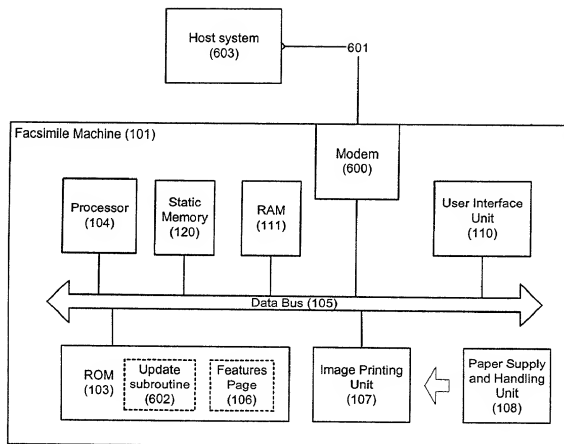 Host system
(603)
601
Facsimile Machine (101)
Modem
(600)
Processor
(104)
Static
Memory
(120)
RAM
(111)
User Interface
Unit
(110)
Data Bus (105)
ROM
(103)
Update
subroutine
(602)
Features
Page
(106)
Image Printing
Unit
(107)
Paper Supply
and Handling
Unit
(108)